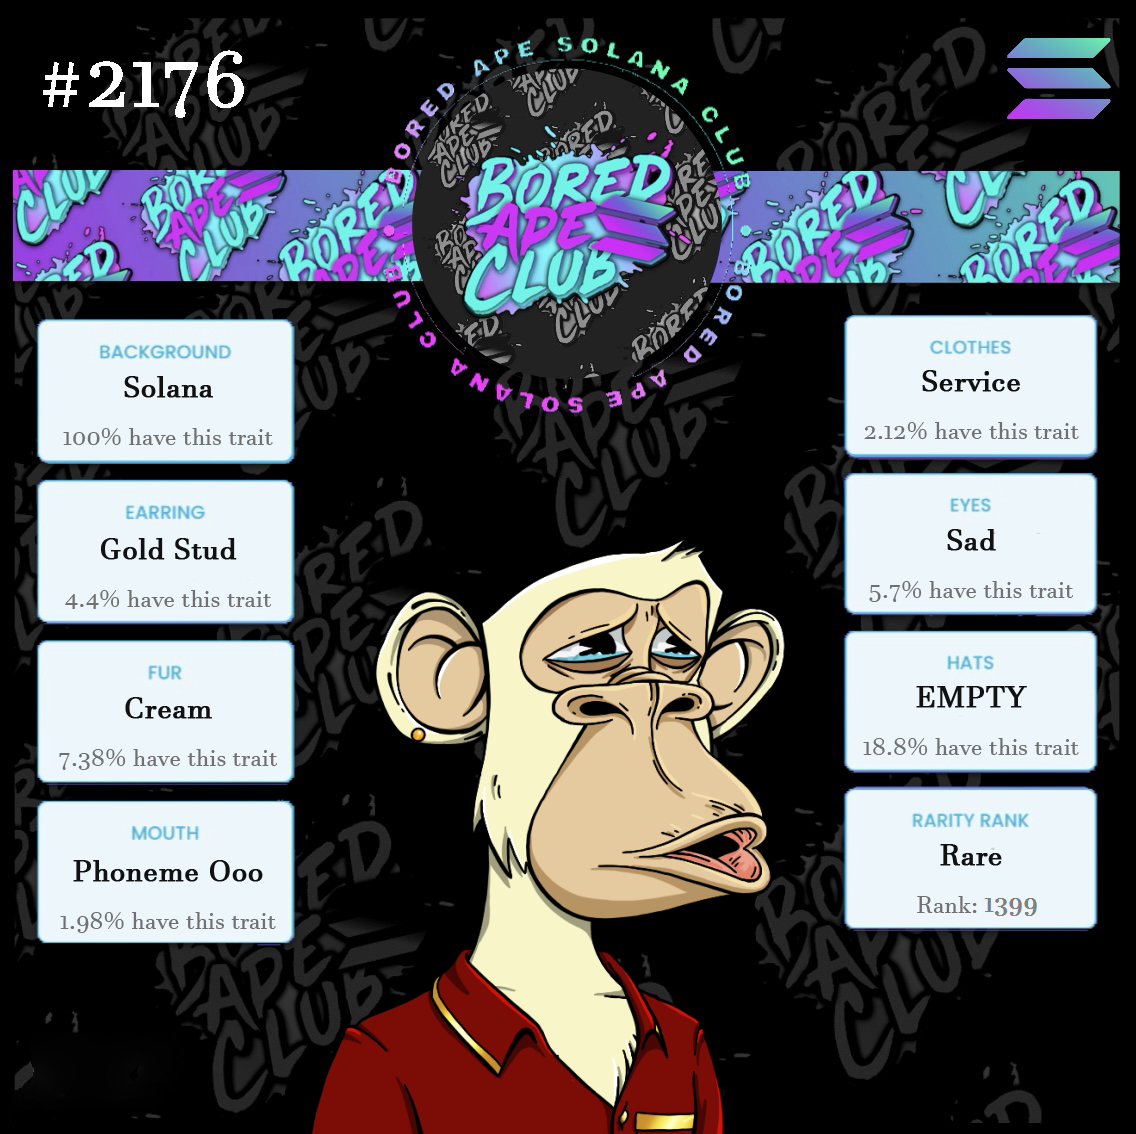 #2176
BORED APE SOLANA CLUB
BORED APE SOLANA CLUB
BORED
APE
CLUB
BACKGROUND
Solana
100% have this trait
EARRING
Gold Stud
4.4% have this trait
FUR
Cream
7.38% have this trait
MOUTH
Phoneme Ooo
1.98% have this trait
CLOTHES
Service
2.12% have this trait
EYES
Sad
5.7% have this trait
HATS
EMPTY
18.8% have this trait
RARITY RANK
Rare
Rank: 1399